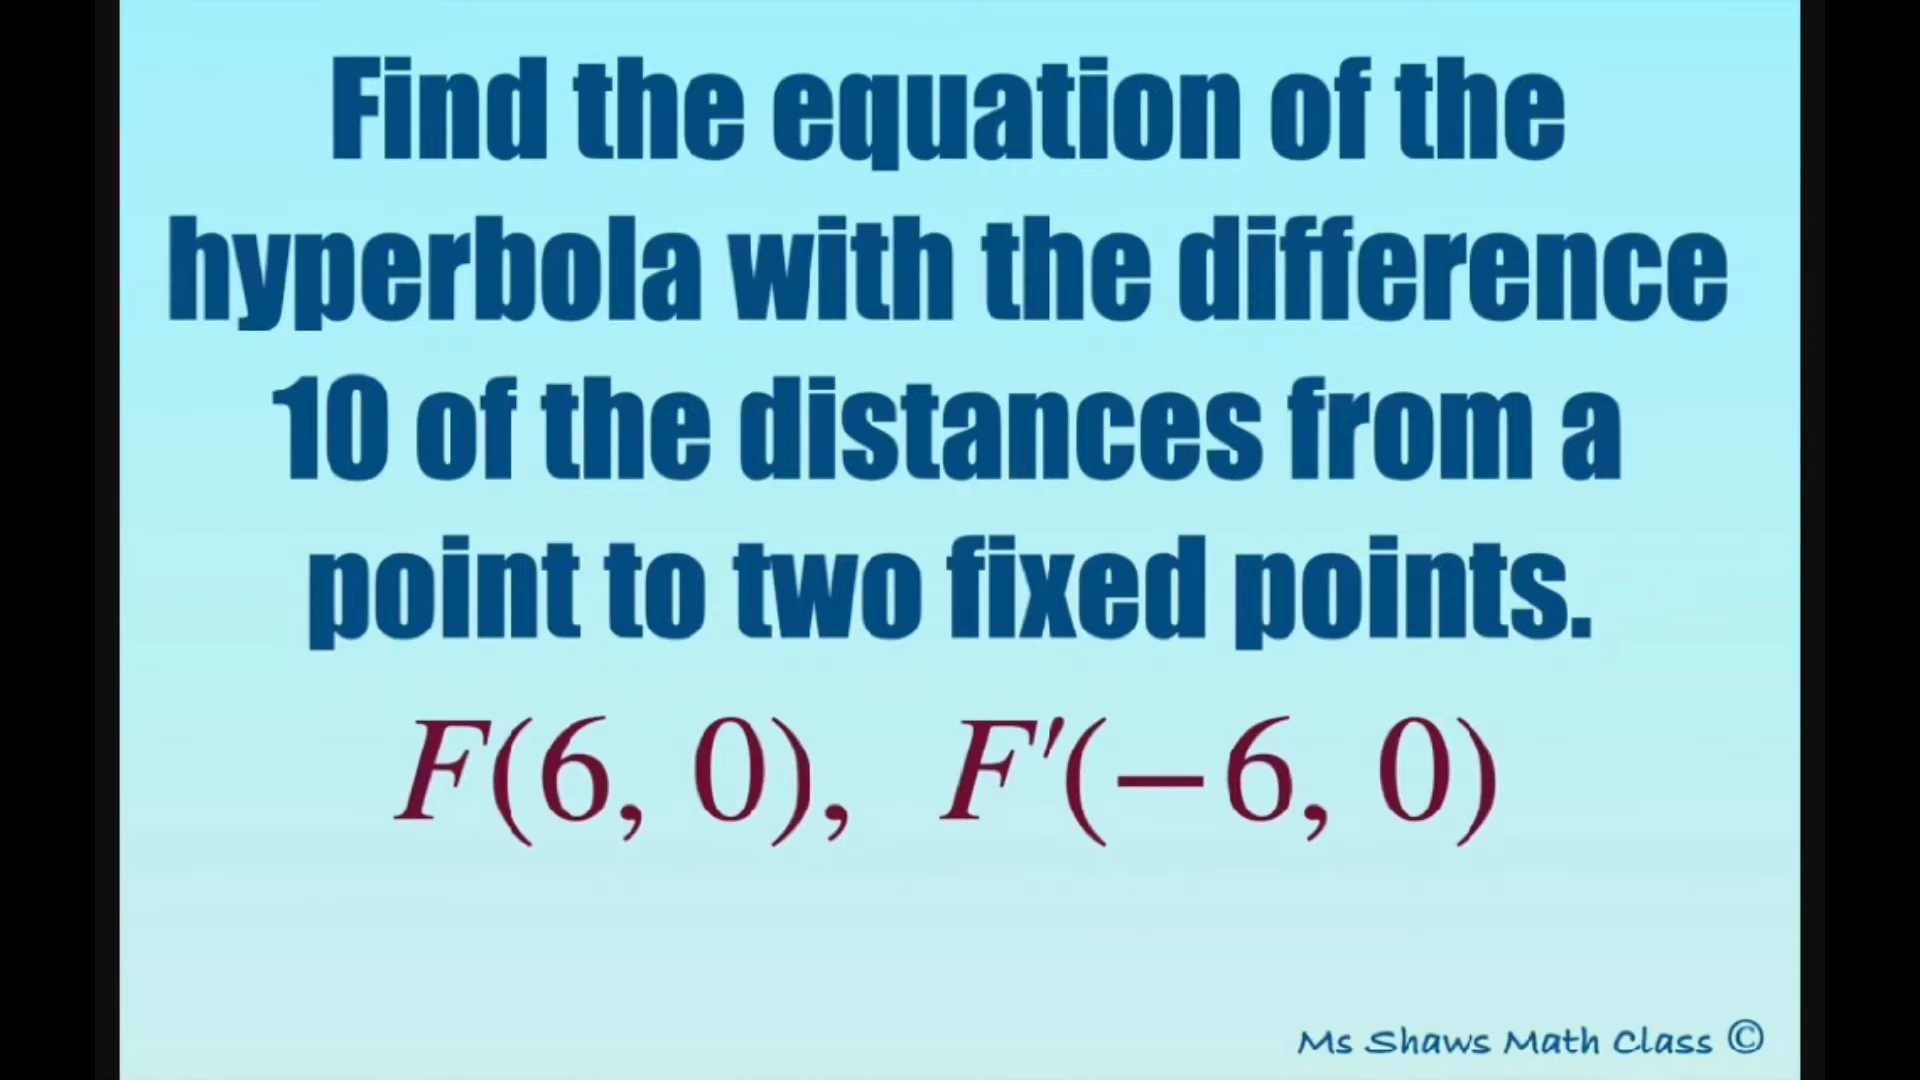 Find the equation of the
hyperbola with the difference
10 of the distances from a
point to two fixed points.
F(6, 0), F′(−6, 0)
Ms Shaws Math Class ©